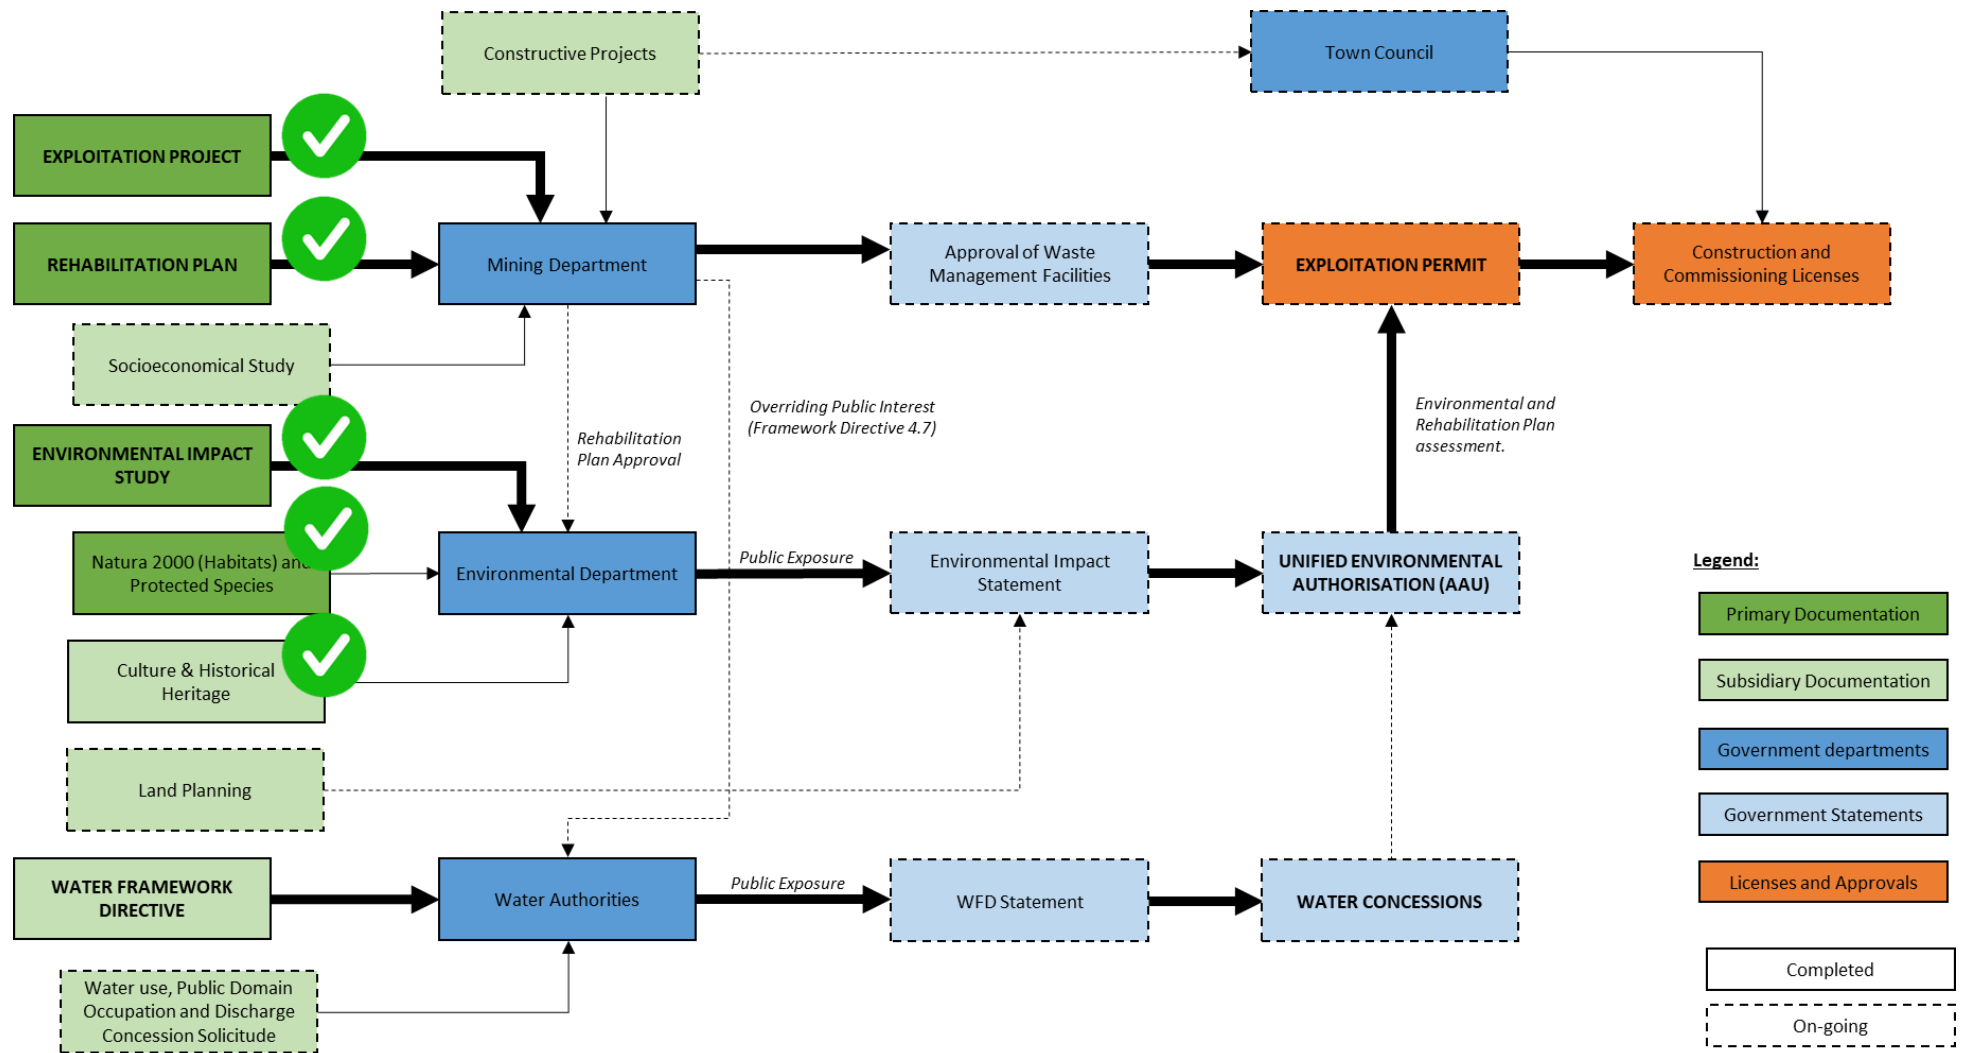 Constructive Projects
Town Council
EXPLOITATION PROJECT
REHABILITATION PLAN
Mining Department
Approval of Waste
Management Facilities
EXPLOITATION PERMIT
Construction and
Commissioning Licenses
Socioeconomical Study
Rehabilitation
Plan Approval
Overriding Public Interest
(Framework Directive 4.7)
Environmental and
Rehabilitation Plan
assessment.
ENVIRONMENTAL IMPACT
STUDY
Natura 2000 (Habitats) and
Protected Species
Environmental Department
Public Exposure
Environmental Impact
Statement
UNIFIED ENVIRONMENTAL
AUTHORISATION (AAU)
Culture & Historical
Heritage
Land Planning
WATER FRAMEWORK
DIRECTIVE
Water Authorities
Public Exposure
WFD Statement
WATER CONCESSIONS
Water use, Public Domain
Occupation and Discharge
Concession Solicitude
Legend:
Primary Documentation
Subsidiary Documentation
Government departments
Government Statements
Licenses and Approvals
Completed
On-going